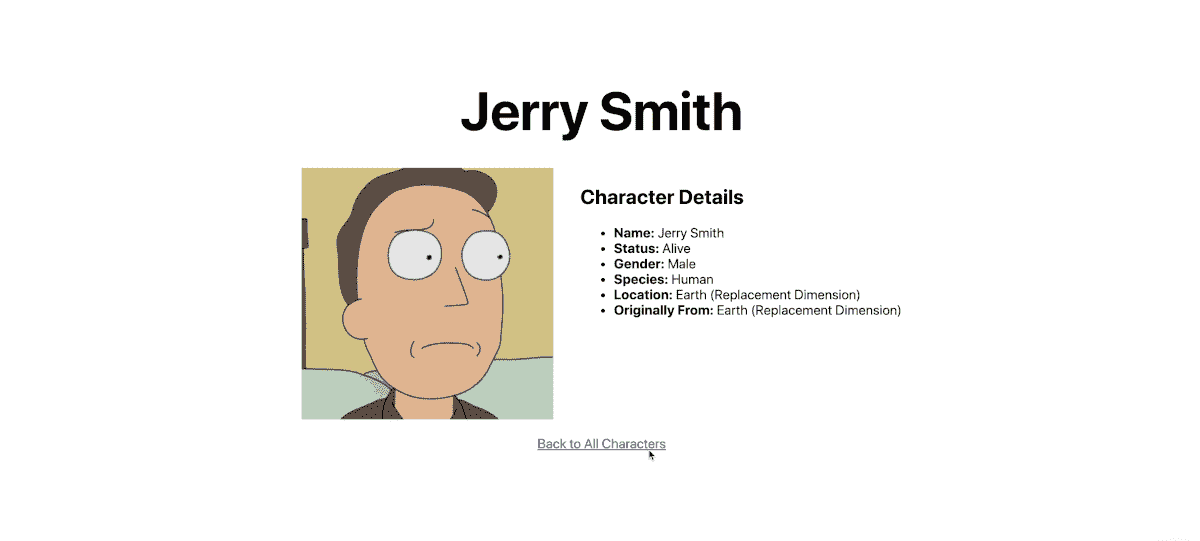 Jerry Smith
Character Details
Name: Jerry Smith
Status: Alive
Gender: Male
Species: Human
Location: Earth (Replacement Dimension)
Originally From: Earth (Replacement Dimension)
Back to All Characters